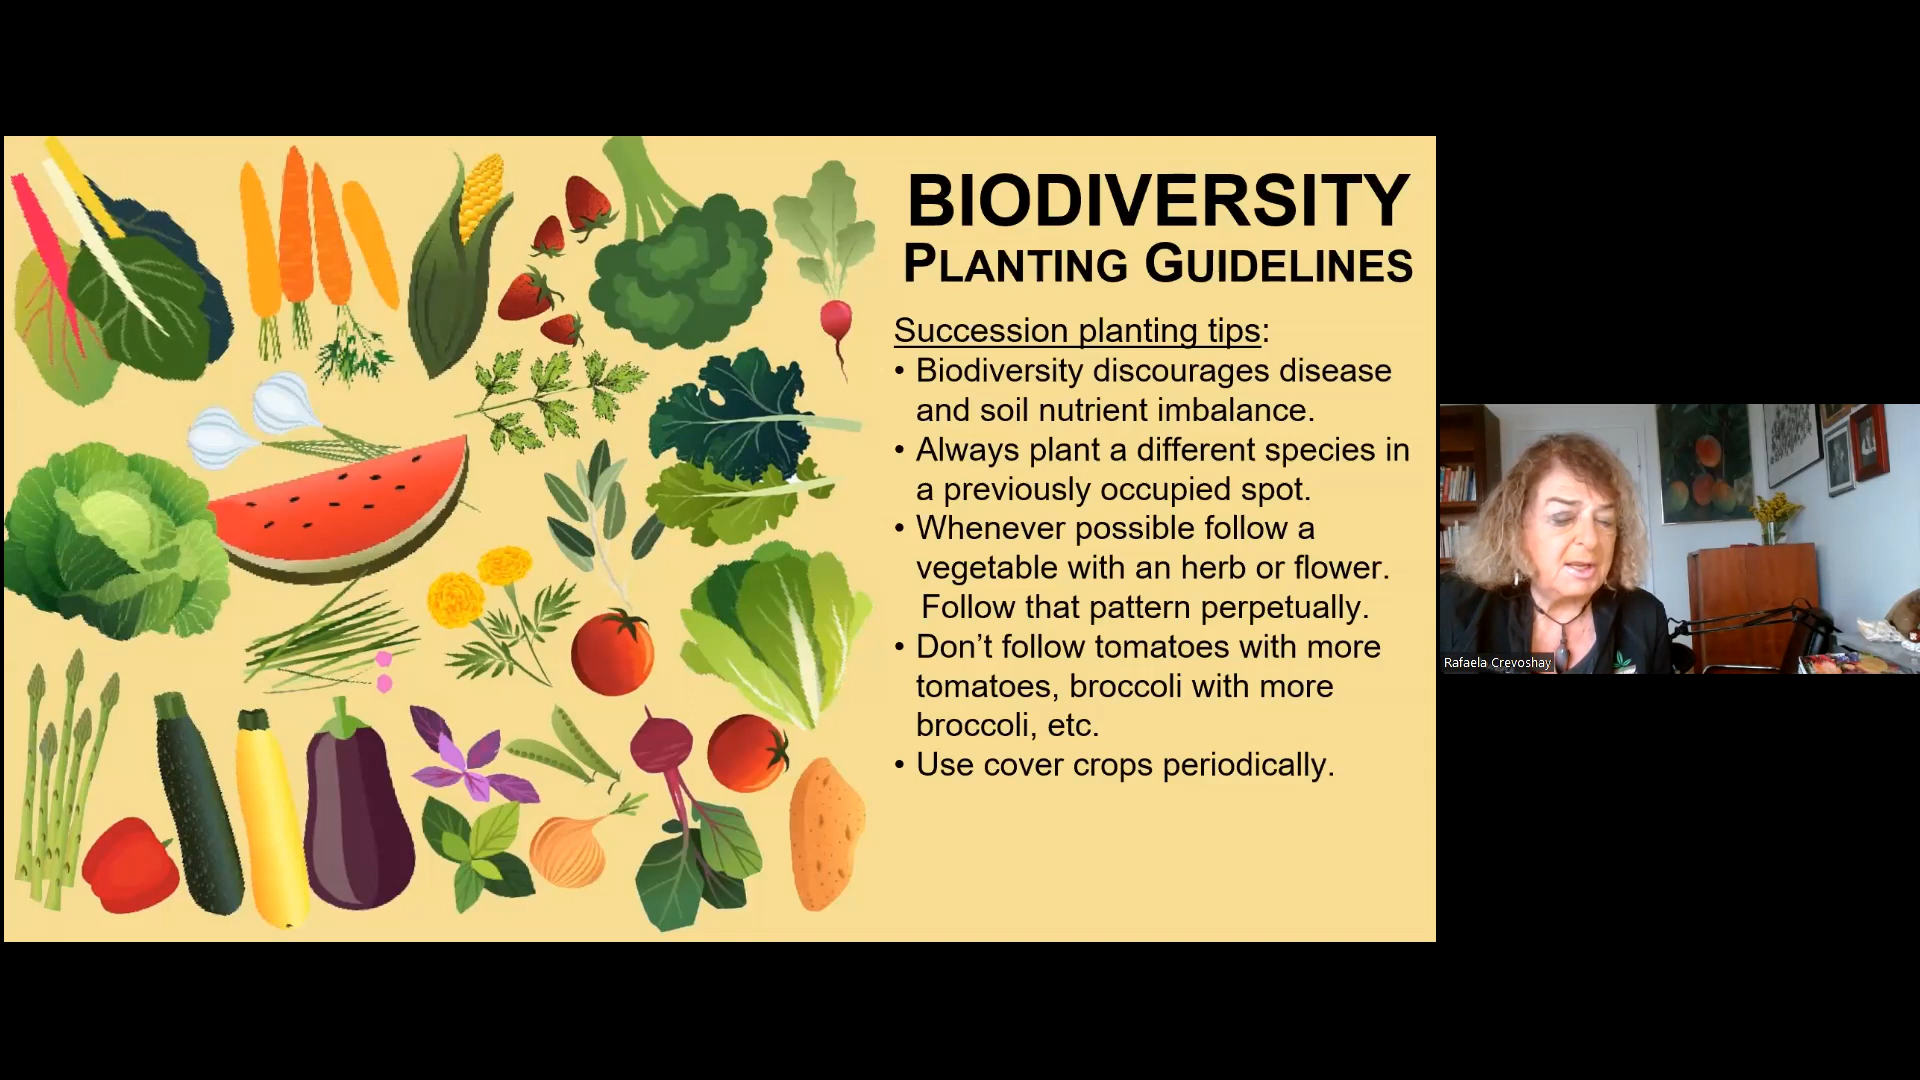 BIODIVERSITY
PLANTING GUIDELINES
Succession planting tips:
• Biodiversity discourages disease
and soil nutrient imbalance.
• Always plant a different species in
a previously occupied spot.
• Whenever possible follow a
vegetable with an herb or flower.
Follow that pattern perpetually.
• Don’t follow tomatoes with more
tomatoes, broccoli with more
broccoli, etc.
• Use cover crops periodically.
Rafaela Crevoshay